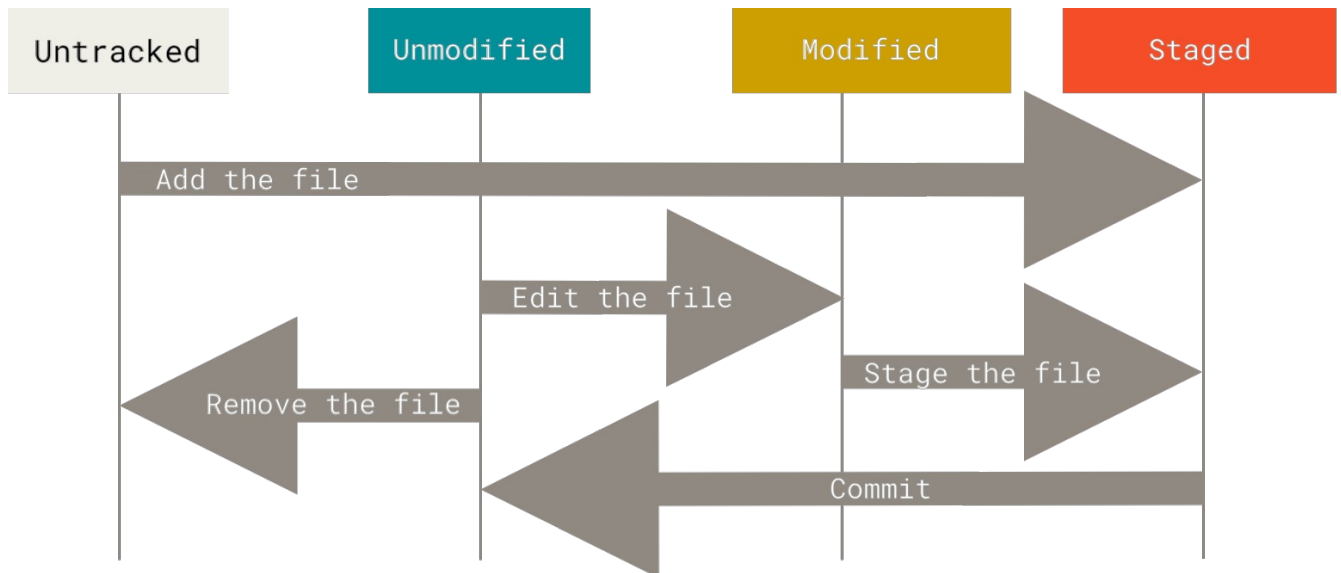 Untracked
Unmodified
Modified
Staged
Add the file
Edit the file
Stage the file
Remove the file
Commit